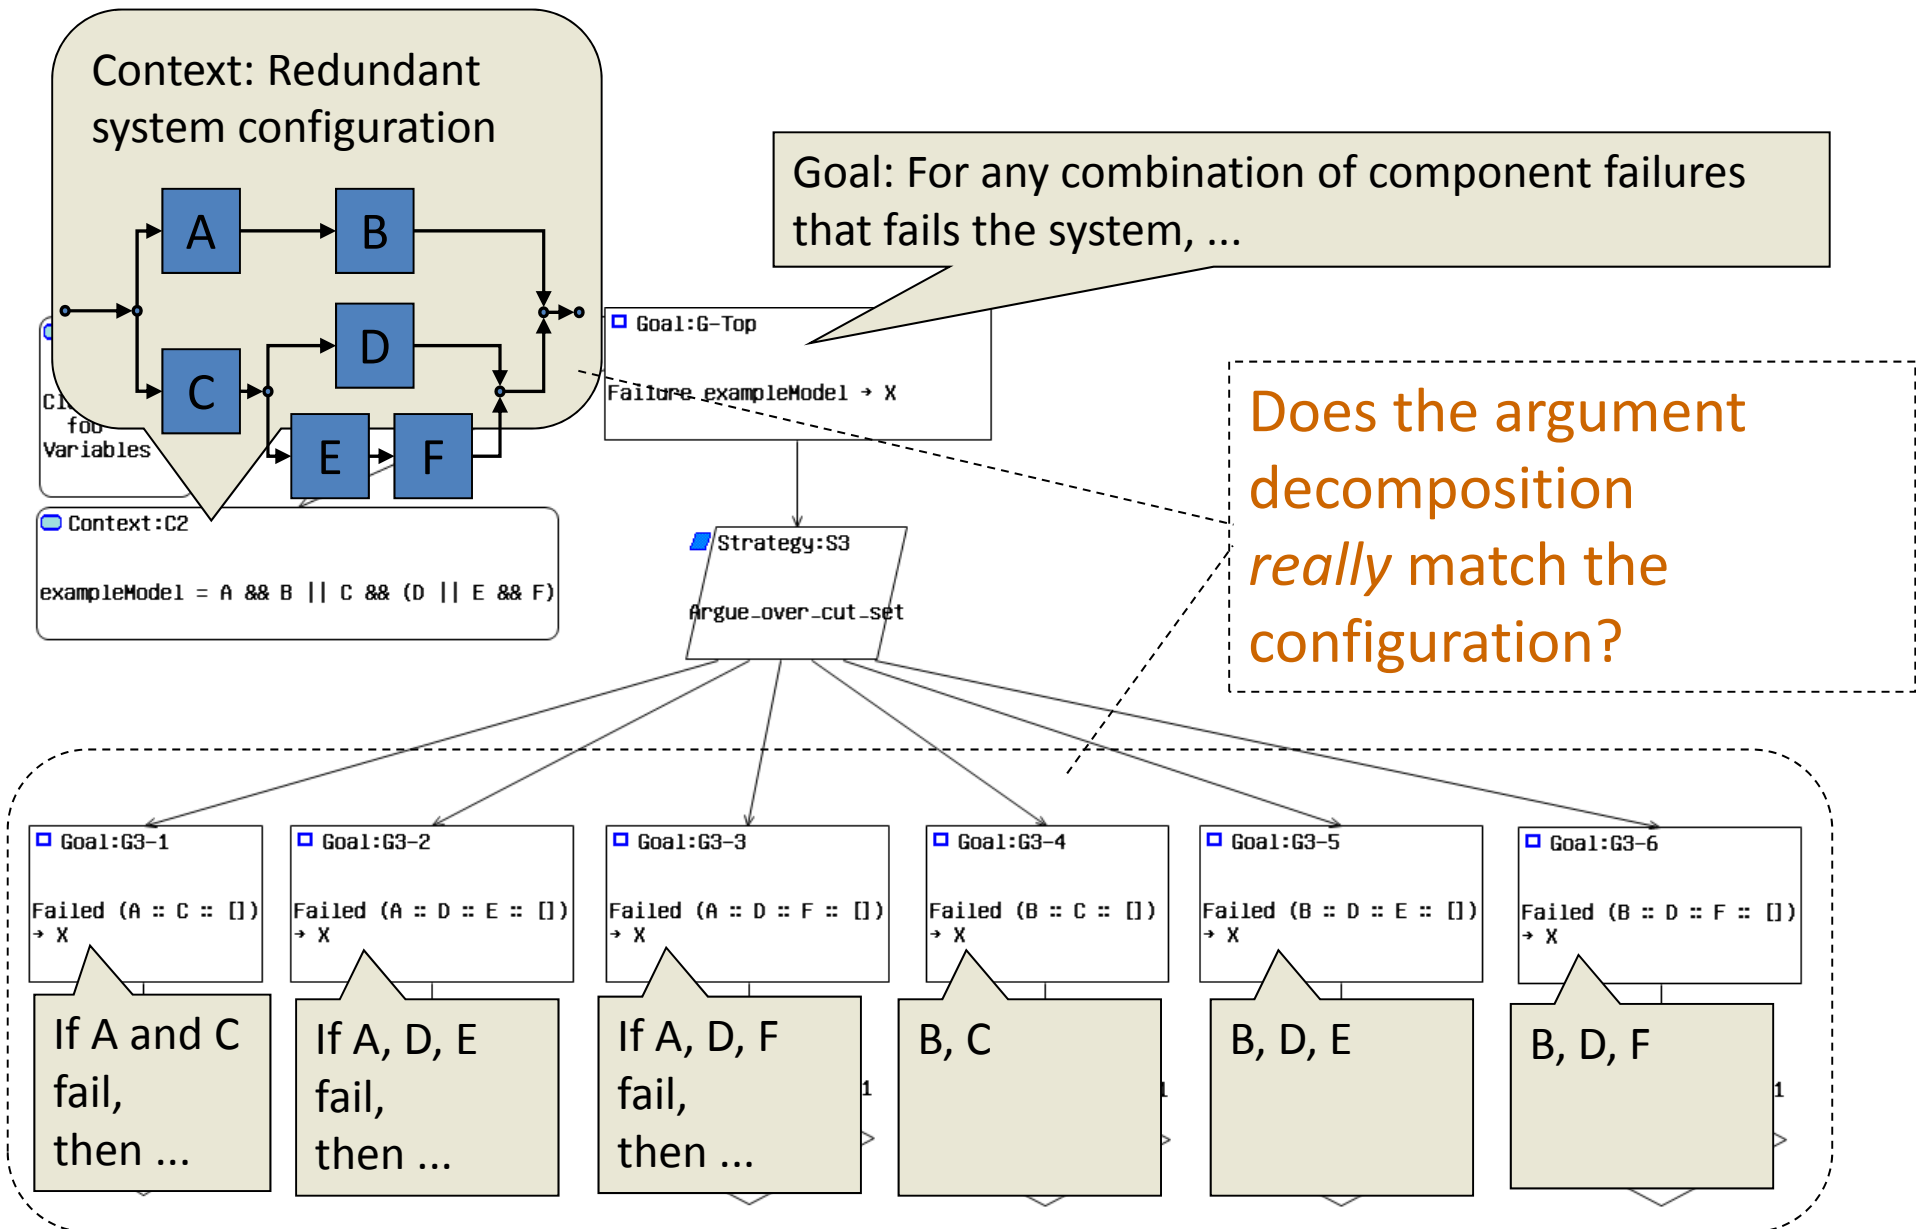 Context: Redundant
system configuration
A
B
D
C
E
F
Goal: For any combination of component failures
that fails the system, ...
Goal:G-Top
Failure exampleModel → X
foo
Variables
Context:C2
exampleModel = A && B || C && (D || E && F)
Strategy:S3
Argue_over_cut_set
Does the argument
decomposition
really match the
configuration?
Goal:G3-1
Failed (A :: C :: [])
→ X
Goal:G3-2
Failed (A :: D :: E :: [])
→ X
Goal:G3-3
Failed (A :: D :: F :: [])
→ X
Goal:G3-4
Failed (B :: C :: [])
→ X
Goal:G3-5
Failed (B :: D :: E :: [])
→ X
Goal:G3-6
Failed (B :: D :: F :: [])
→ X
If A and C
fail,
then ...
If A, D, E
fail,
then ...
If A, D, F
fail,
then ...
B, C
B, D, E
B, D, F
1
1